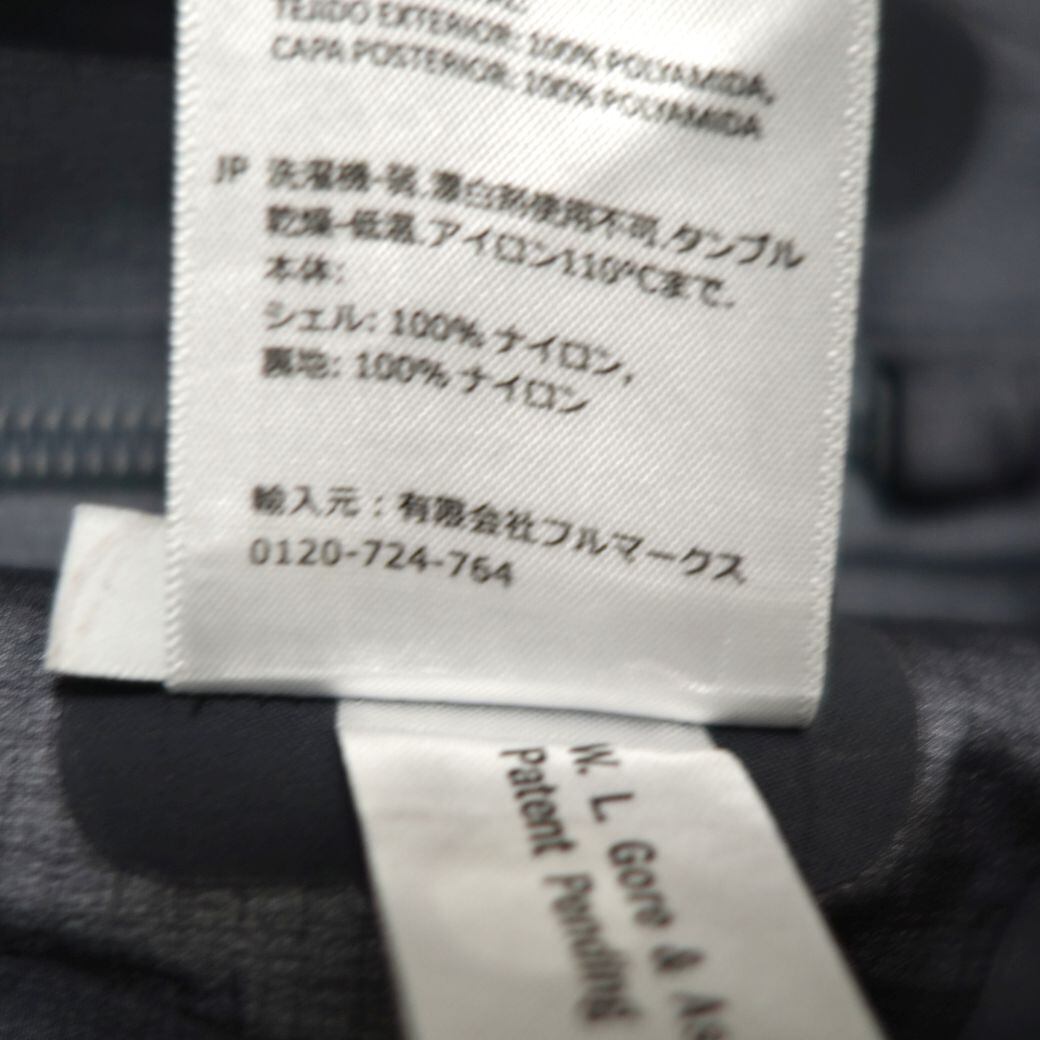 TEJIDO EXTERIOR: 100% POLYAMIDA,
CAPA POSTERIOR: 100% POLYAMIDA
JP 洗濯機-弱.漂白剤使用不可.タンブル
乾燥-低温.アイロン110°Cまで.
本体:
シェル: 100% ナイロン,
裏地: 100% ナイロン
輸入元：有限会社フルマークス
0120-724-764
W. L. Gore &
Patent Pending